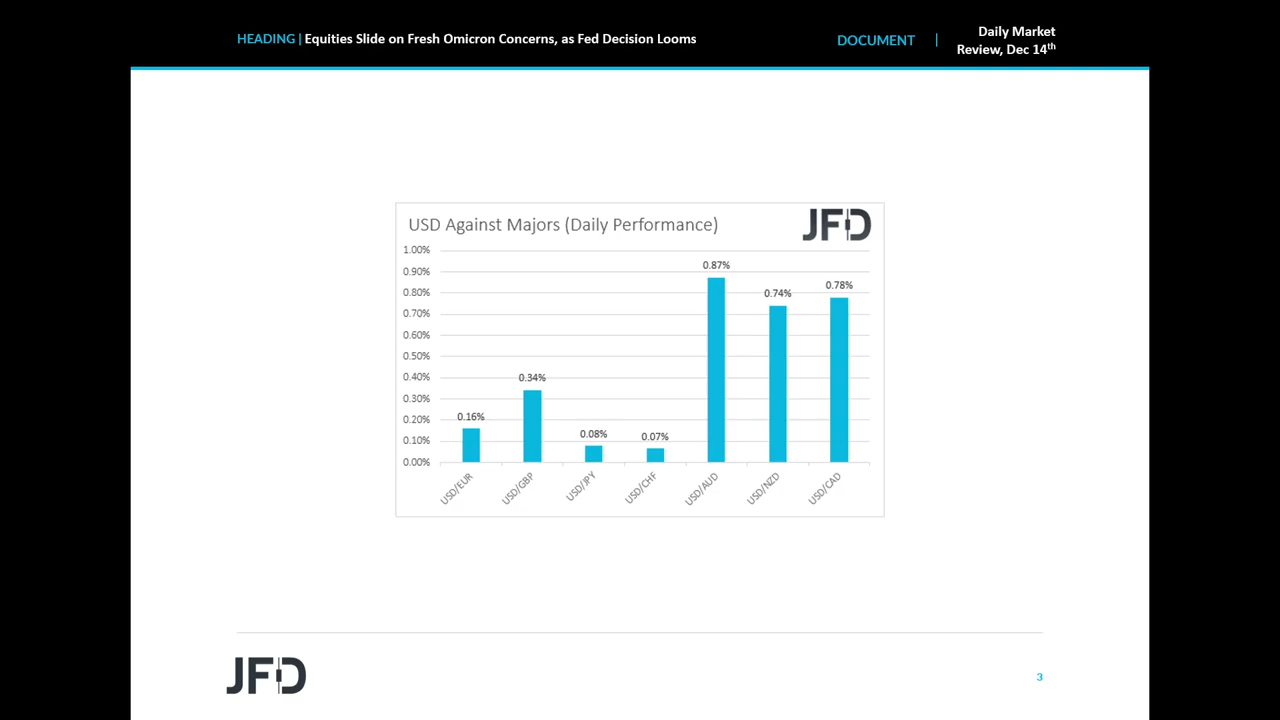 HEADING | Equities Slide on Fresh Omicron Concerns, as Fed Decision Looms
DOCUMENT |
Daily Market
Review, Dec 14th
USD Against Majors (Daily Performance)
JFD
1.00%
0.90%
0.80%
0.70%
0.60%
0.50%
0.40%
0.30%
0.20%
0.10%
0.00%
0.16%
0.34%
0.08%
0.07%
0.87%
0.74%
0.78%
USD/EUR
USD/GBP
USD/JPY
USD/CHF
USD/AUD
USD/NZD
USD/CAD
JFD
3